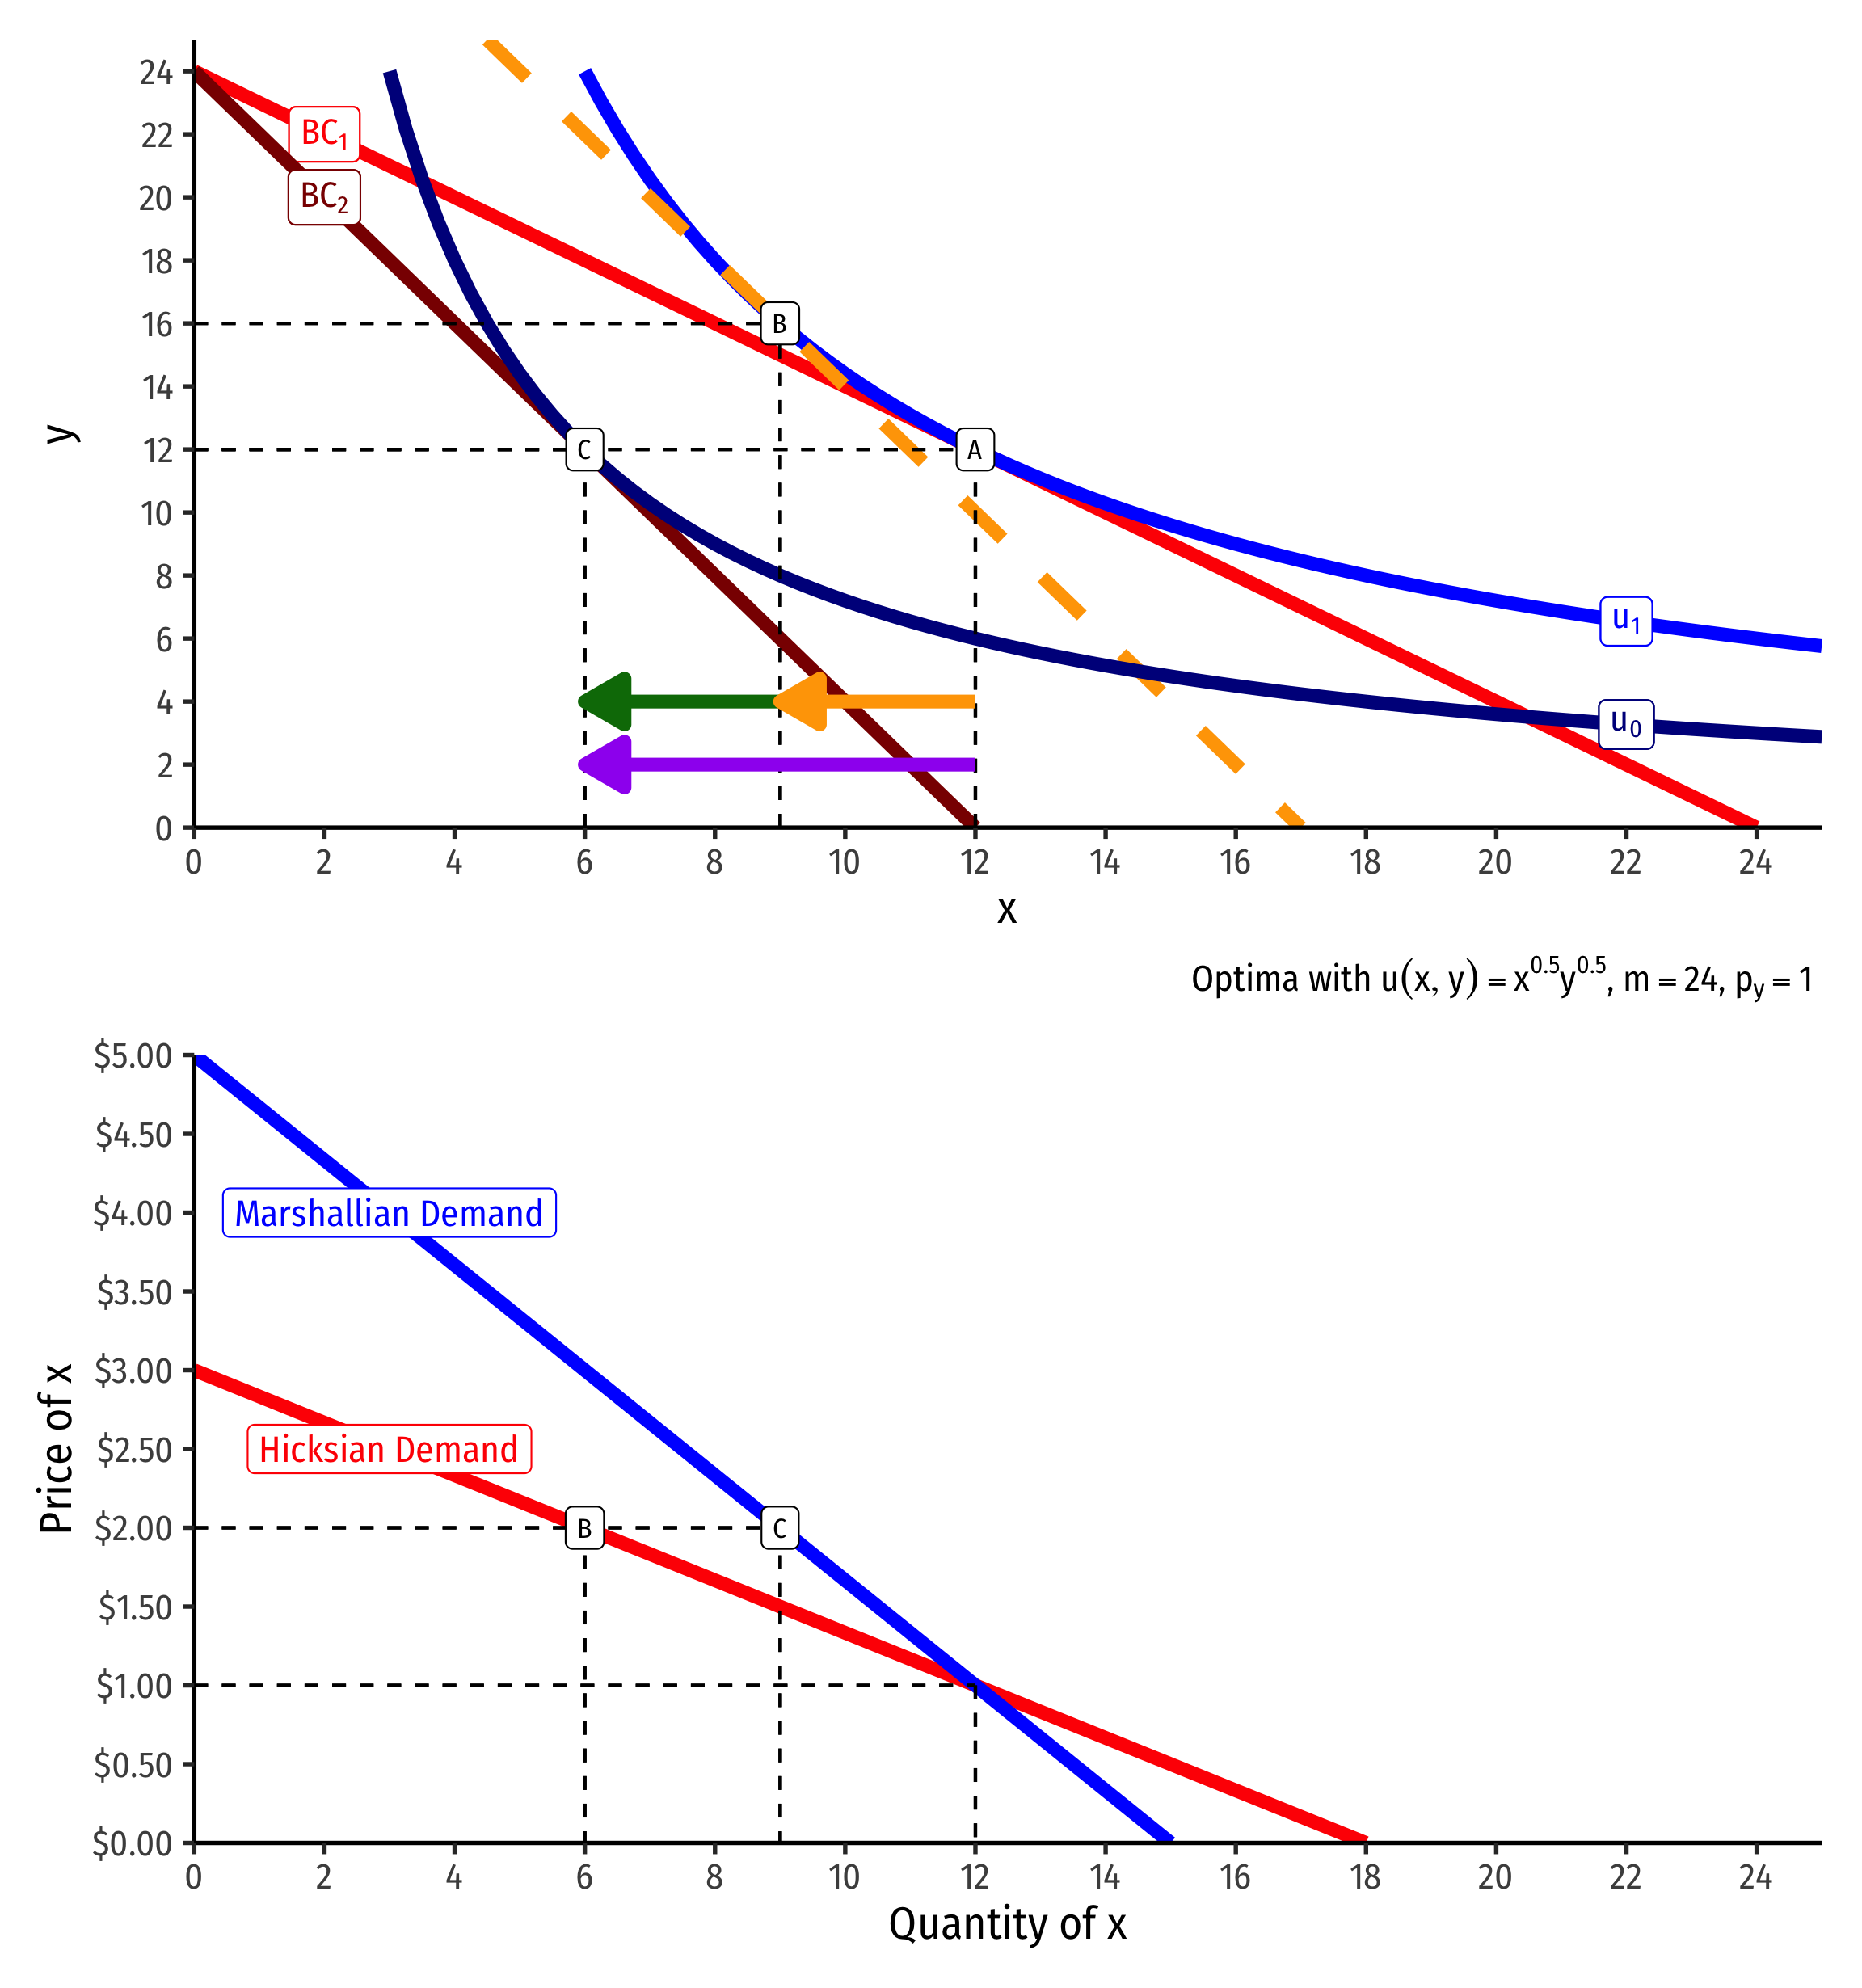 24
22
20
18
16
14
12
10
8
6
4
2
0
y
BC1
BC2
B
C
A
u1
u0
0 2 4 6 8 10 12 14 16 18 20 22 24
x
Optima with u(x, y) = x^0.5y^0.5, m = 24, p_y = 1
$5.00
$4.50
$4.00
$3.50
$3.00
$2.50
$2.00
$1.50
$1.00
$0.50
$0.00
Price of x
Marshallian Demand
Hicksian Demand
B C
0 2 4 6 8 10 12 14 16 18 20 22 24
Quantity of x